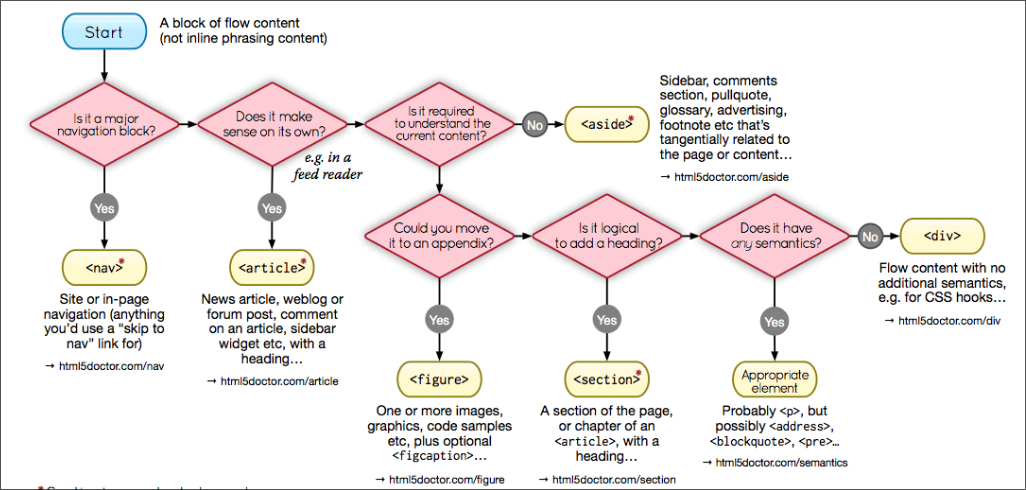 Start
A block of flow content
(not inline phrasing content)
Is it a major
navigation block?
Does it make
sense on its own?
e.g. in a
feed reader
Is it required
to understand the
current content?
No
<aside>*
Sidebar, comments
section, pullquote,
glossary, advertising,
footnote etc that's
tangentially related to
the page or content…
→ html5doctor.com/aside
Yes
<nav>*
Site or in-page
navigation (anything
you'd use a “skip to
nav” link for)
→ html5doctor.com/nav
Yes
<article>*
News article, weblog or
forum post, comment
on an article, sidebar
widget etc, with a
heading…
→ html5doctor.com/article
Could you move
it to an appendix?
Is it logical
to add a heading?
Does it have
any semantics?
No
<div>
Flow content with no
additional semantics,
e.g. for CSS hooks…
→ html5doctor.com/div
Yes
<figure>
One or more images,
graphics, code samples
etc, plus optional
<figcaption>…
→ html5doctor.com/figure
Yes
<section>*
A section of the page,
or chapter of an
<article>, with a
heading…
→ html5doctor.com/section
Yes
Appropriate
element
Probably <p>, but
possibly <address>,
<blockquote>, <pre>…
→ html5doctor.com/semantics